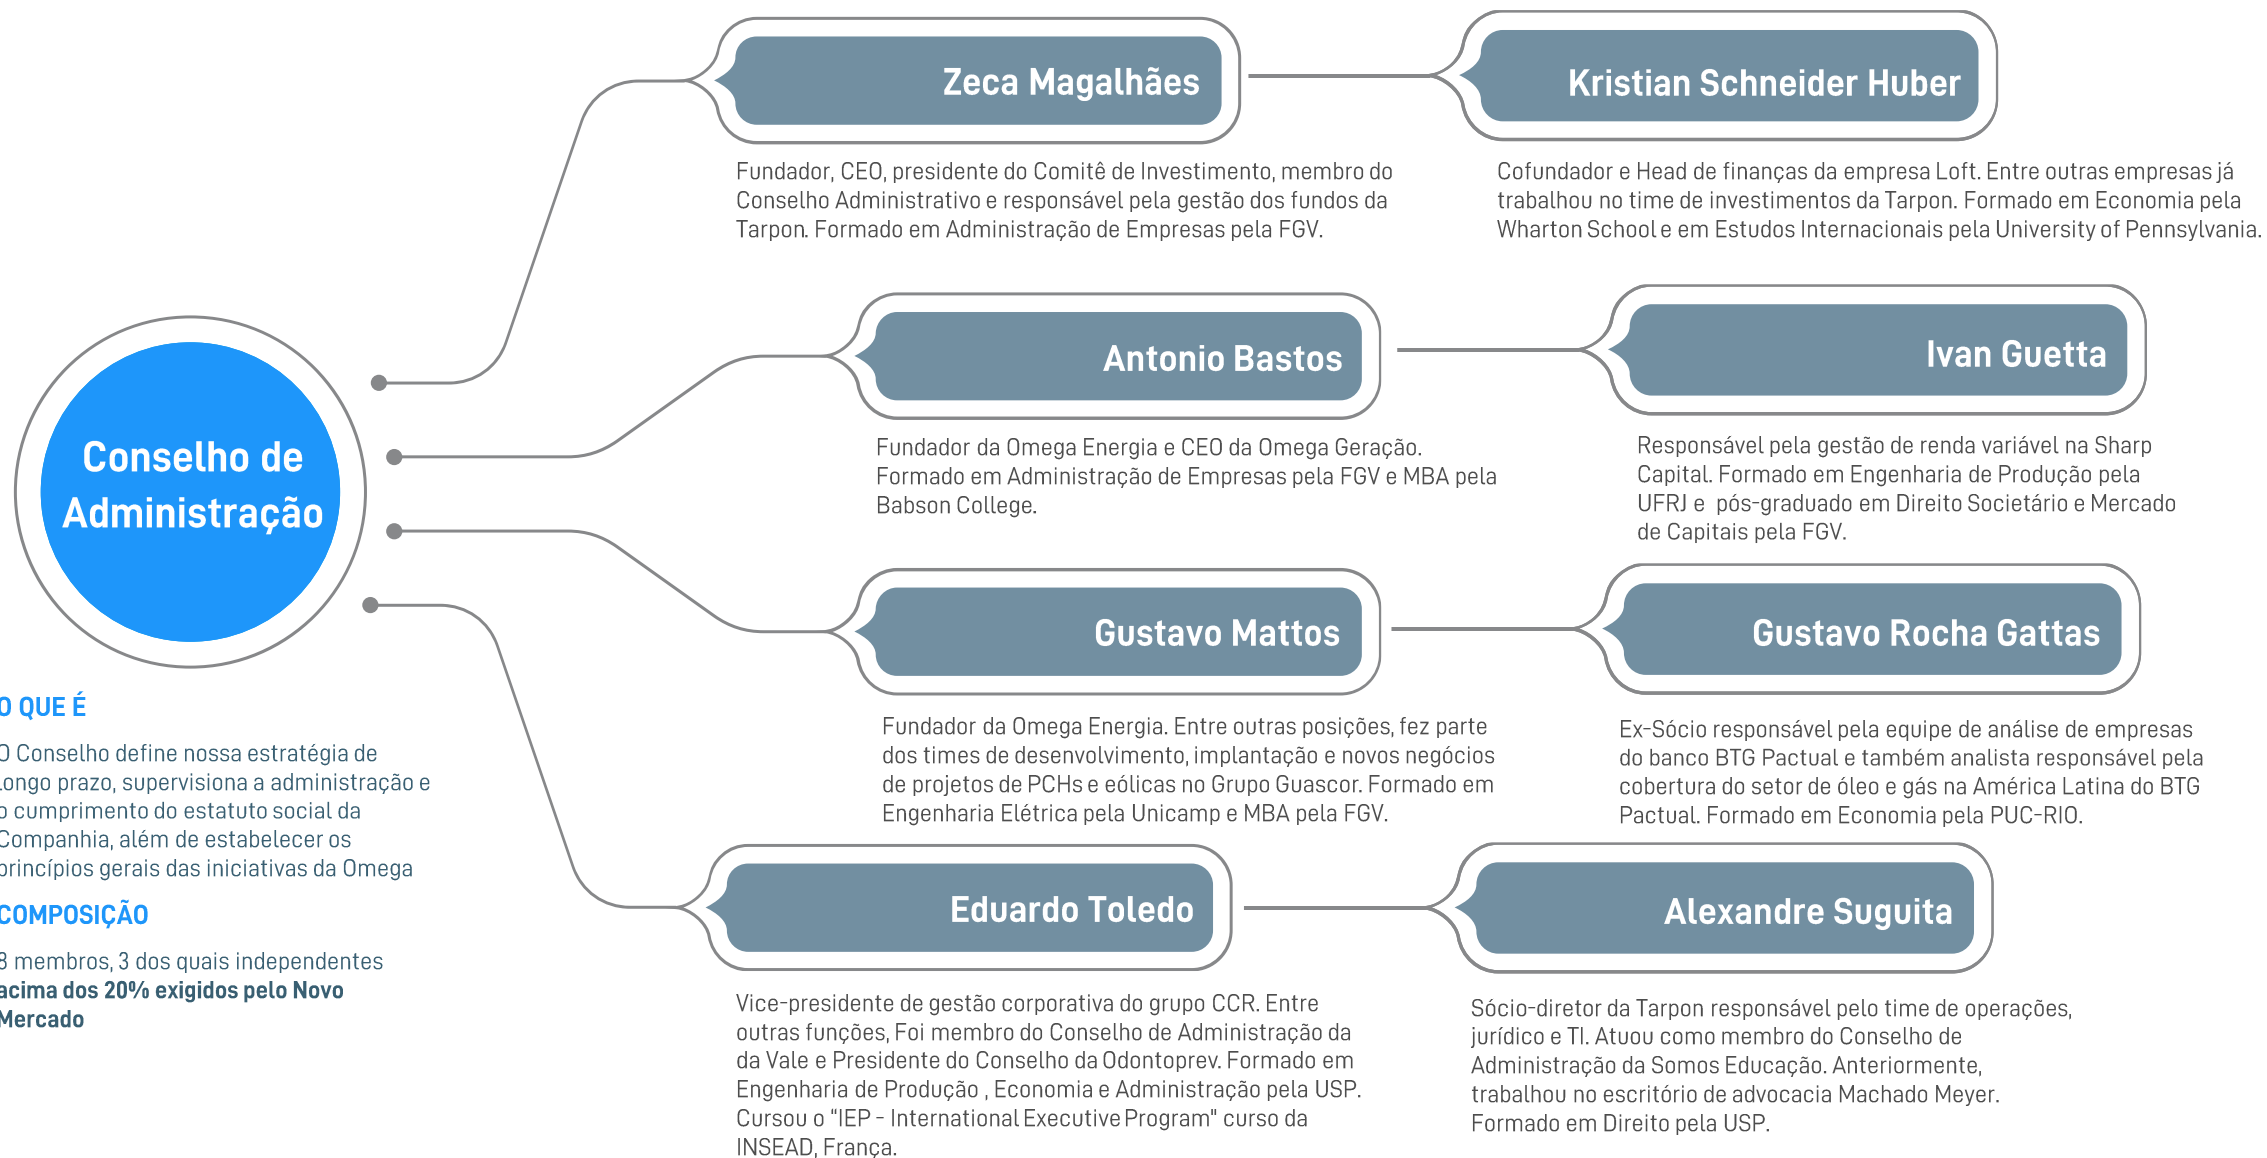 Conselho de
Administração
O QUE É
O Conselho define nossa estratégia de
longo prazo, supervisiona a administração e
o cumprimento do estatuto social da
Companhia, além de estabelecer os
princípios gerais das iniciativas da Omega
COMPOSIÇÃO
8 membros, 3 dos quais independentes
acima dos 20% exigidos pelo Novo
Mercado
Zeca Magalhães
Fundador, CEO, presidente do Comitê de Investimento, membro do
Conselho Administrativo e responsável pela gestão dos fundos da
Tarpon. Formado em Administração de Empresas pela FGV.
Kristian Schneider Huber
Cofundador e Head de finanças da empresa Loft. Entre outras empresas já
trabalhou no time de investimentos da Tarpon. Formado em Economia pela
Wharton School e em Estudos Internacionais pela University of Pennsylvania.
Antonio Bastos
Fundador da Omega Energia e CEO da Omega Geração.
Formado em Administração de Empresas pela FGV e MBA pela
Babson College.
Ivan Guetta
Responsável pela gestão de renda variável na Sharp
Capital. Formado em Engenharia de Produção pela
UFRJ e  pós-graduado em Direito Societário e Mercado
de Capitais pela FGV.
Gustavo Mattos
Fundador da Omega Energia. Entre outras posições, fez parte
dos times de desenvolvimento, implantação e novos negócios
de projetos de PCHs e eólicas no Grupo Guascor. Formado em
Engenharia Elétrica pela Unicamp e MBA pela FGV.
Gustavo Rocha Gattas
Ex-Sócio responsável pela equipe de análise de empresas
do banco BTG Pactual e também analista responsável pela
cobertura do setor de óleo e gás na América Latina do BTG
Pactual. Formado em Economia pela PUC-RIO.
Eduardo Toledo
Vice-presidente de gestão corporativa do grupo CCR. Entre
outras funções, Foi membro do Conselho de Administração da
da Vale e Presidente do Conselho da Odontoprev. Formado em
Engenharia de Produção , Economia e Administração pela USP.
Cursou o "IEP - International Executive Program" curso da
INSEAD, França.
Alexandre Suguita
Sócio-diretor da Tarpon responsável pelo time de operações,
jurídico e TI. Atuou como membro do Conselho de
Administração da Somos Educação. Anteriormente,
trabalhou no escritório de advocacia Machado Meyer.
Formado em Direito pela USP.